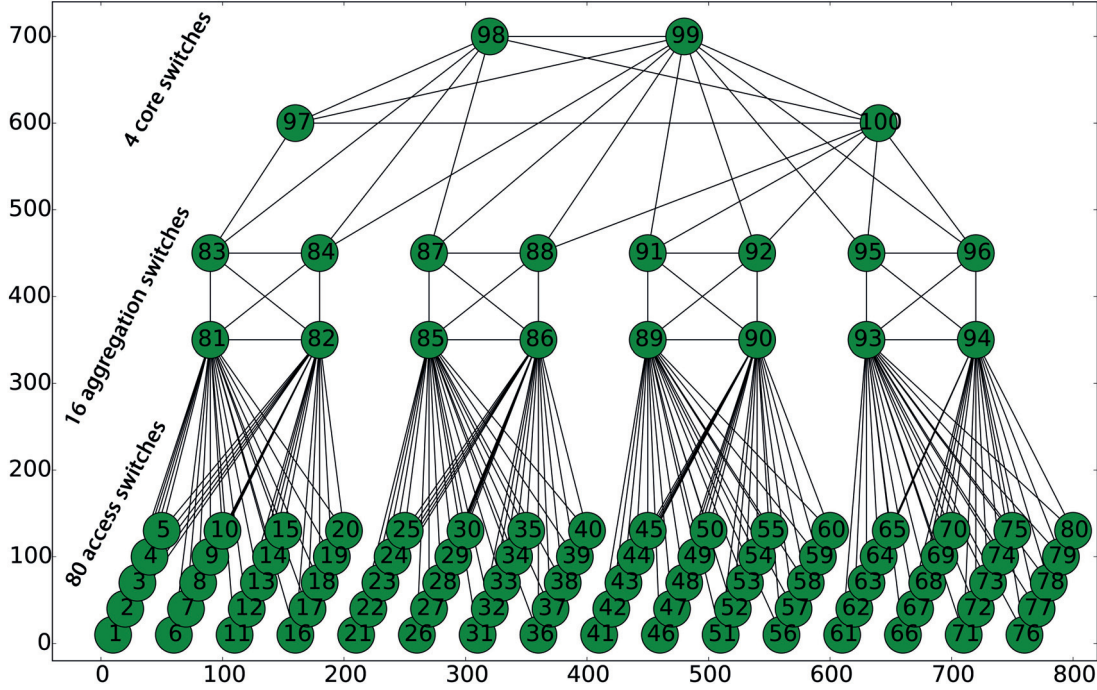 700
600
500
400
300
200
100
0
0 100 200 300 400 500 600 700 800
4 core switches
16 aggregation switches
80 access switches
98 99
97 100
83 84 87 88 91 92 95 96
81 82 85 86 89 90 93 94
5 10 15 20 25 30 35 40 45 50 55 60 65 70 75 80
4 9 14 19 24 29 34 39 44 49 54 59 64 69 74 79
3 8 13 18 23 28 33 38 43 48 53 58 63 68 73 78
2 7 12 17 22 27 32 37 42 47 52 57 62 67 72 77
1 6 11 16 21 26 31 36 41 46 51 56 61 66 71 76